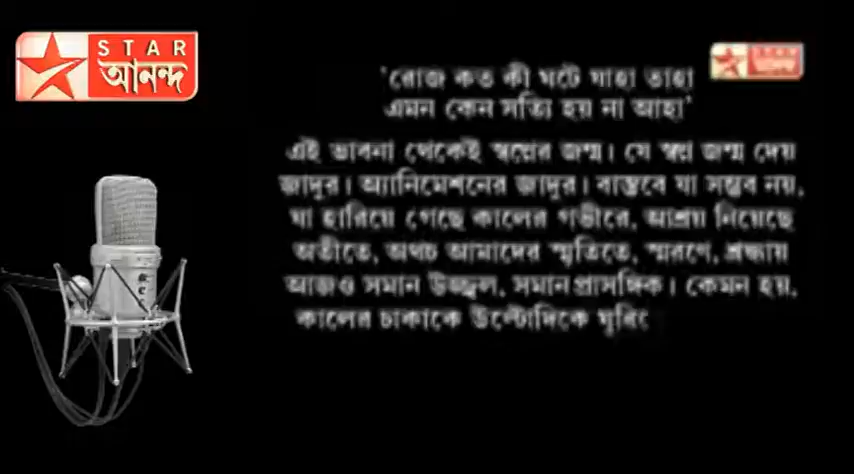 STAR
আনন্দ
'রোজ কত কী ঘটে যাহা তাহা
এমন কেন সত্যি হয় না আহা'
এই ভাবনা থেকেই স্বপ্নের জন্ম। যে স্বপ্ন জন্ম দেয়
জাদুর। অ্যানিমেশনের জাদুর। বাস্তবে যা সম্ভব নয়,
যা হারিয়ে গেছে কালের গভীরে, আশ্রয় নিয়েছে
অতীতে, অথচ আমাদের স্মৃতিতে, স্মরণে, শ্রদ্ধায়
আজও সমান উজ্জ্বল, সমান প্রাসঙ্গিক। কেমন হয়,
কালের চাকাকে উল্টোদিকে ঘুরি